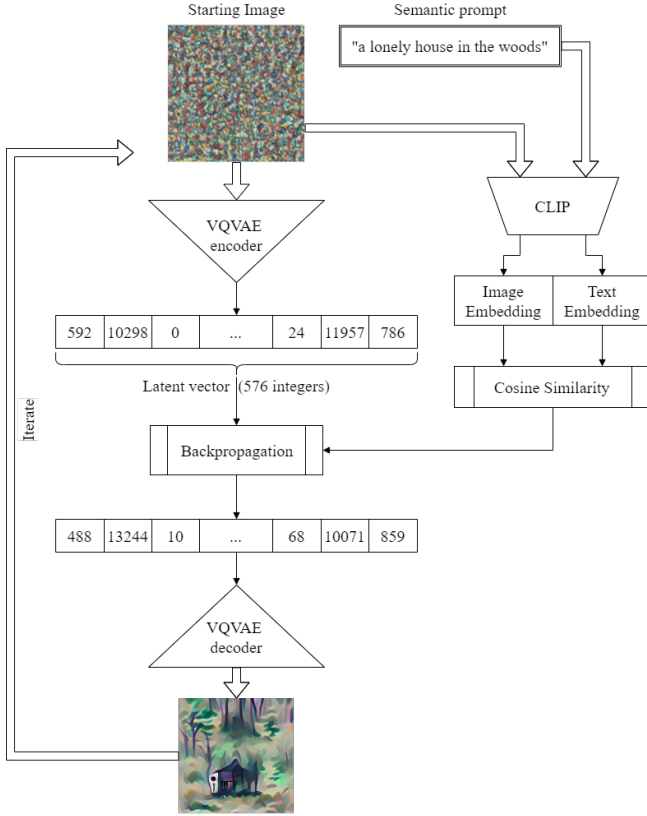 Starting Image
Semantic prompt
"a lonely house in the woods"
CLIP
VQVAE
encoder
Image
Embedding
Text
Embedding
592 10298 0 ... 24 11957 786
Latent vector (576 integers)
Cosine Similarity
Iterate
Backpropagation
488 13244 10 ... 68 10071 859
VQVAE
decoder